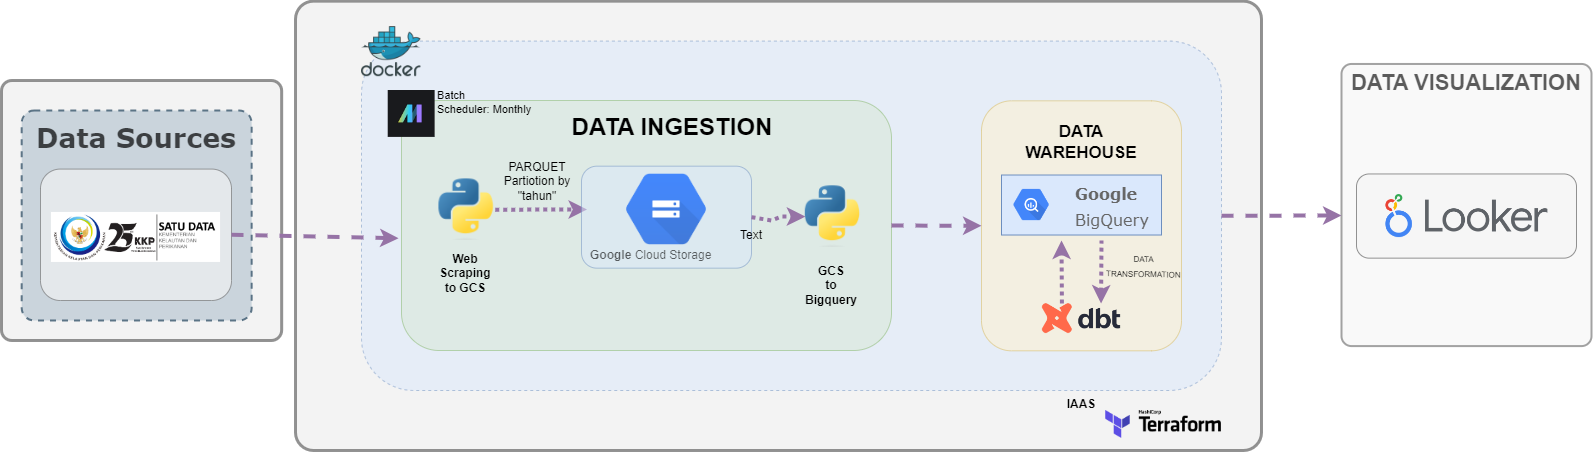 docker
Batch
Scheduler: Monthly
Data Sources
SATU DATA
KEMENTERIAN
KELAUTAN DAN
PERIKANAN
25 KKP
DATA INGESTION
PARQUET
Partiotion by
"tahun"
Google Cloud Storage
Text
Web
Scraping
to GCS
GCS
to
Bigquery
DATA
WAREHOUSE
Google
BigQuery
DATA
TRANSFORMATION
dbt
IAAS
HashiCorp
Terraform
DATA VISUALIZATION
Looker